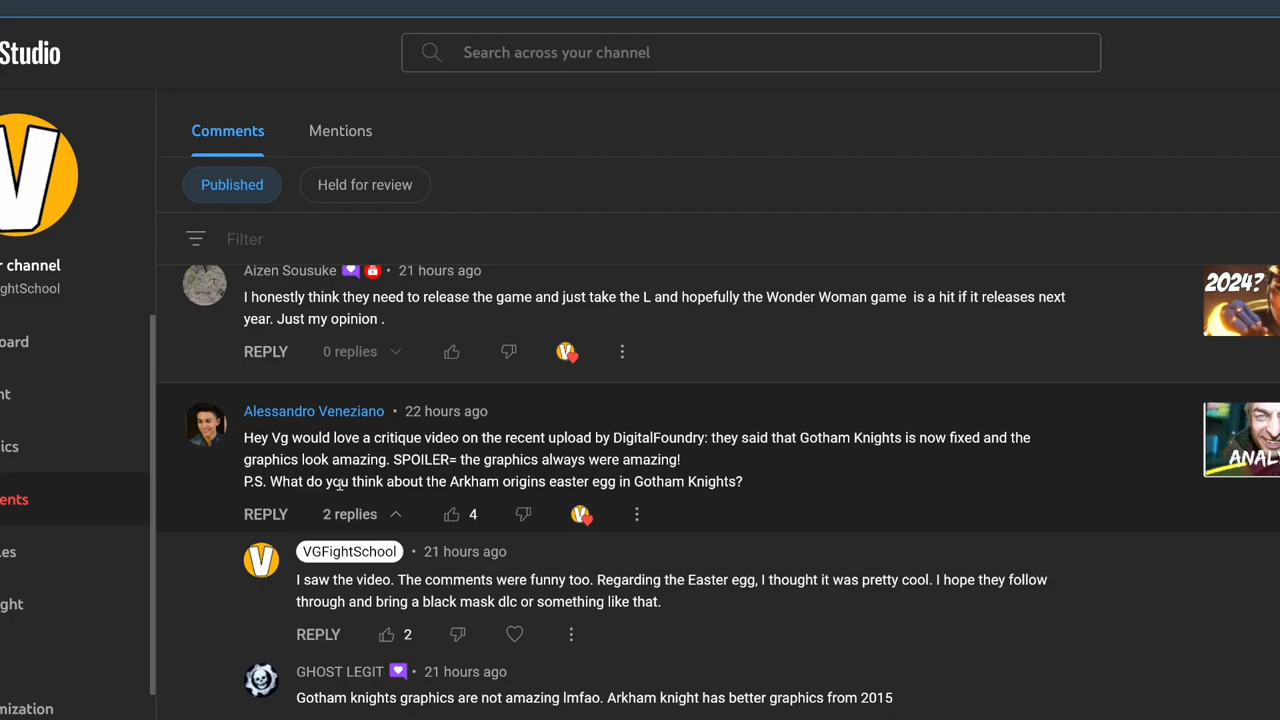 Studio
Search across your channel
Comments
Mentions
Published
Held for review
Filter
r channel
ghtSchool
oard
nt
ics
ents
es
ght
mization
Aizen Sousuke • 21 hours ago
I honestly think they need to release the game and just take the L and hopefully the Wonder Woman game is a hit if it releases next
year. Just my opinion .
REPLY 0 replies
2024?
Alessandro Veneziano • 22 hours ago
Hey Vg would love a critique video on the recent upload by DigitalFoundry: they said that Gotham Knights is now fixed and the
graphics look amazing. SPOILER= the graphics always were amazing!
P.S. What do you think about the Arkham origins easter egg in Gotham Knights?
REPLY 2 replies 4
ANALY
VGFightSchool • 21 hours ago
I saw the video. The comments were funny too. Regarding the Easter egg, I thought it was pretty cool. I hope they follow
through and bring a black mask dlc or something like that.
REPLY 2
GHOST LEGIT • 21 hours ago
Gotham knights graphics are not amazing lmfao. Arkham knight has better graphics from 2015